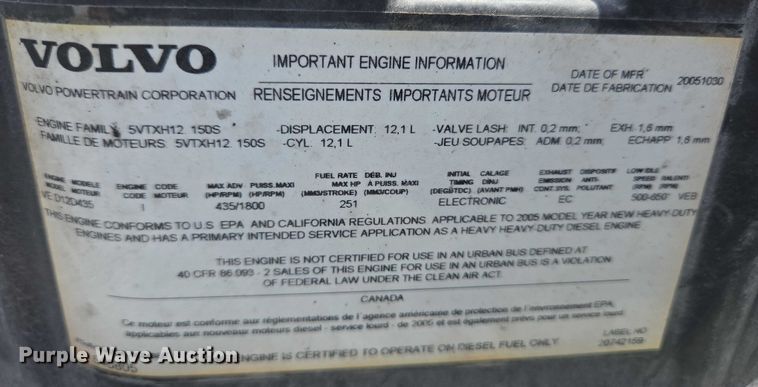 VOLVO
VOLVO POWERTRAIN CORPORATION
IMPORTANT ENGINE INFORMATION
RENSEIGNEMENTS IMPORTANTS MOTEUR
DATE OF MFR
DATE DE FABRICATION 20051030
ENGINE FAMILY 5VTXH12. 150S -DISPLACEMENT: 12,1 L -VALVE LASH: INT. 0,2 mm; EXH. 1,6 mm
FAMILLE DE MOTEURS: 5VTXH12. 150S -CYL. 12,1 L -JEU SOUPAPES: ADM. 0,2 mm; ECHAPP 1,6 mm
ENGINE MODELE ENGINE CODE MAX ADV PUISS.MAXI FUEL RATE DÉB. INJ INITIAL CALAGE EXHAUST DISPOSITIF LOW IDLE
MODEL MOTEUR CODE MOTEUR (HP/RPM) (HP/RPM) MAX HP A PUISS. MAXI TIMING DINJ EMISSION ANTI- SPEED RALENTI
(MM3/STROKE) (MM3/COUP) (DEGBTDC) (AVANT PMH) CONT. SYS. POLLUTANT (RPM) (RPM)
VE D12D435 435/1800 251 ELECTRONIC EC 500-650 VEB
THIS ENGINE CONFORMS TO U.S EPA AND CALIFORNIA REGULATIONS APPLICABLE TO 2005 MODEL YEAR NEW HEAVY-DUTY
ENGINES AND HAS A PRIMARY INTENDED SERVICE APPLICATION AS A HEAVY HEAVY-DUTY DIESEL ENGINE
THIS ENGINE IS NOT CERTIFIED FOR USE IN AN URBAN BUS DEFINED AT
40 CFR 86.093 - 2 SALES OF THIS ENGINE FOR USE IN AN URBAN BUS IS A VIOLATION
OF FEDERAL LAW UNDER THE CLEAN AIR ACT.
CANADA
Ce moteur est conforme aux réglementations de l'agence américaine de protection de l'environnement EPA,
applicables aux nouveaux moteurs diesel - service lourd - de 2005 et est également prévu pour un service lourd
ENGINE IS CERTIFIED TO OPERATE ON DIESEL FUEL ONLY
LABEL NO
20742159
Purple Wave Auction